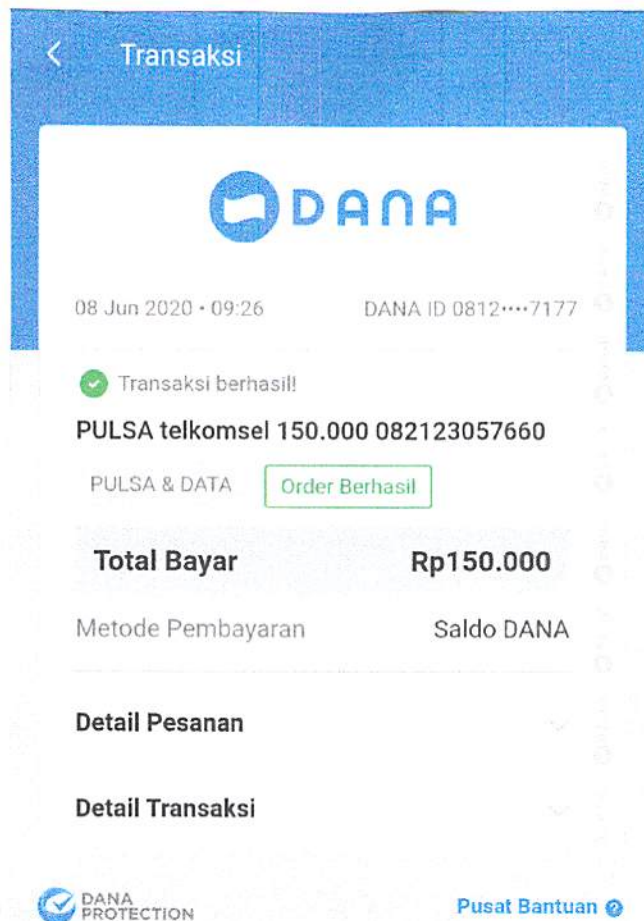 Transaksi
DANA
08 Jun 2020 • 09:26 DANA ID 0812••••7177
Transaksi berhasil!
PULSA telkomsel 150.000 082123057660
PULSA & DATA Order Berhasil
Total Bayar Rp150.000
Metode Pembayaran Saldo DANA
Detail Pesanan
Detail Transaksi
DANA
PROTECTION
Pusat Bantuan